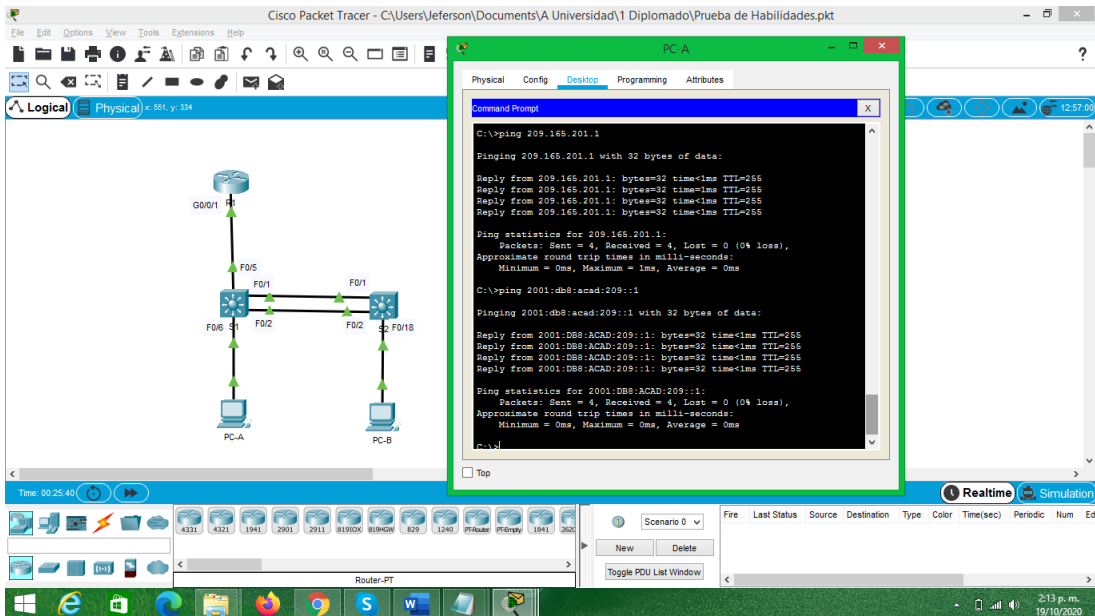 Cisco Packet Tracer - C:\Users\Jeferson\Documents\A Universidad\1 Diplomado\Prueba de Habilidades.pkt
File Edit Options View Tools Extensions Help
Logical
Physical x: 551, y: 334
12:57:00
PC-A
Physical Config Desktop Programming Attributes
Command Prompt
X
C:\>ping 209.165.201.1
Pinging 209.165.201.1 with 32 bytes of data:
Reply from 209.165.201.1: bytes=32 time<1ms TTL=255
Reply from 209.165.201.1: bytes=32 time=1ms TTL=255
Reply from 209.165.201.1: bytes=32 time<1ms TTL=255
Reply from 209.165.201.1: bytes=32 time<1ms TTL=255
Ping statistics for 209.165.201.1:
Packets: Sent = 4, Received = 4, Lost = 0 (0% loss),
Approximate round trip times in milli-seconds:
Minimum = 0ms, Maximum = 1ms, Average = 0ms
C:\>ping 2001:db8:acad:209::1
Pinging 2001:db8:acad:209::1 with 32 bytes of data:
Reply from 2001:DB8:ACAD:209::1: bytes=32 time<1ms TTL=255
Reply from 2001:DB8:ACAD:209::1: bytes=32 time<1ms TTL=255
Reply from 2001:DB8:ACAD:209::1: bytes=32 time<1ms TTL=255
Reply from 2001:DB8:ACAD:209::1: bytes=32 time<1ms TTL=255
Ping statistics for 2001:DB8:ACAD:209::1:
Packets: Sent = 4, Received = 4, Lost = 0 (0% loss),
Approximate round trip times in milli-seconds:
Minimum = 0ms, Maximum = 0ms, Average = 0ms
C:\>
Top
G0/0/1 R1
F0/5
F0/1 F0/1
F0/6 S1 F0/2 F0/2 S2 F0/18
PC-A PC-B
Time: 00:25:40
Realtime Simulation
4331 4321 1941 2901 2911 819IOX 819HGW 829 1240 PT-Router PT-Empty 1841
Router-PT
Scenario 0
New Delete
Toggle PDU List Window
Fire Last Status Source Destination Type Color Time(sec) Periodic Num Ed
2:13 p. m.
19/10/2020